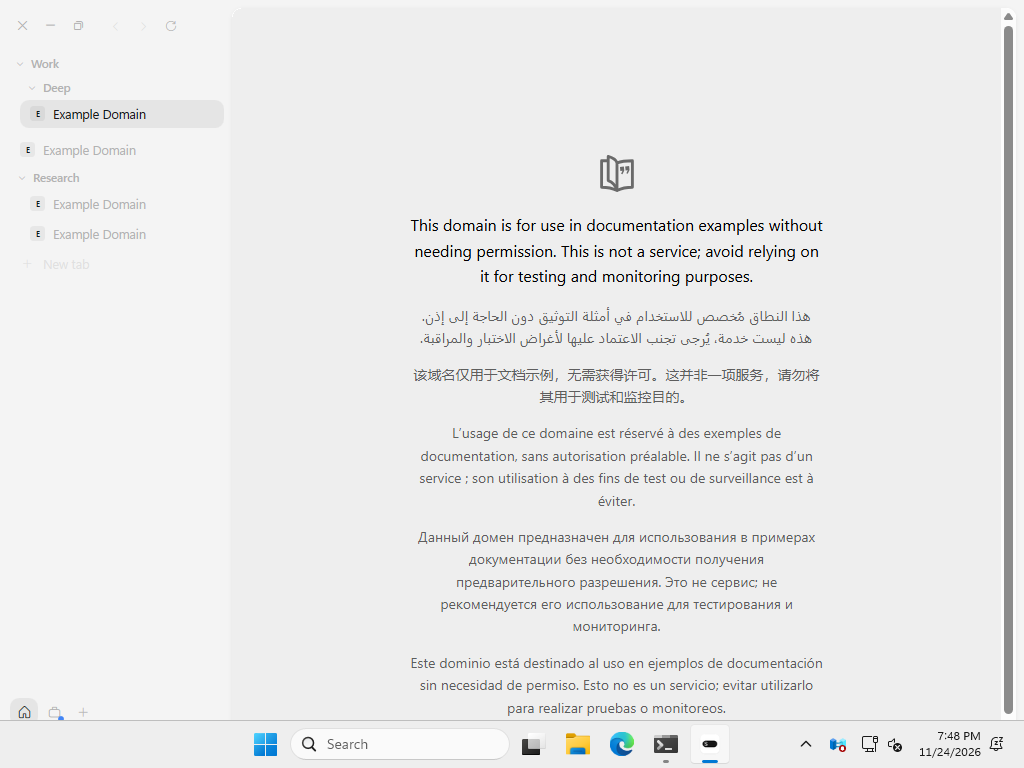 Work
Deep
E Example Domain
E Example Domain
Research
E Example Domain
E Example Domain
New tab
This domain is for use in documentation examples without
needing permission. This is not a service; avoid relying on
it for testing and monitoring purposes.
هذا النطاق مُخصص للاستخدام في أمثلة التوثيق دون الحاجة إلى إذن.
هذه ليست خدمة، يُرجى تجنب الاعتماد عليها لأغراض الاختبار والمراقبة.
该域名仅用于文档示例，无需获得许可。这并非一项服务，请勿将
其用于测试和监控目的。
L’usage de ce domaine est réservé à des exemples de
documentation, sans autorisation préalable. Il ne s’agit pas d’un
service ; son utilisation à des fins de test ou de surveillance est à
éviter.
Данный домен предназначен для использования в примерах
документации без необходимости получения
предварительного разрешения. Это не сервис; не
рекомендуется его использование для тестирования и
мониторинга.
Este dominio está destinado al uso en ejemplos de documentación
sin necesidad de permiso. Esto no es un servicio; evitar utilizarlo
para realizar pruebas o monitoreos.
Search
7:48 PM
11/24/2026